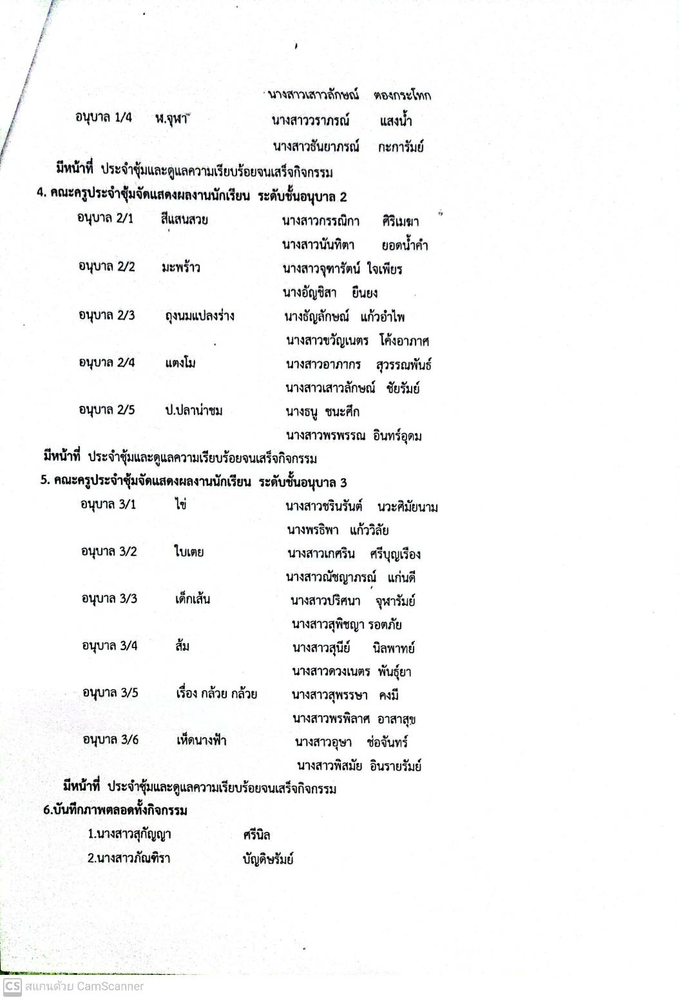 นางสาวเสาวลักษณ์ ตองกระโทก
อนุบาล 1/4 ฬ.จุฬา นางสาววราภรณ์ แสงน้ำ
นางสาวธันยาภรณ์ กะการัมย์
มีหน้าที่ ประจำซุ้มและดูแลความเรียบร้อยจนเสร็จกิจกรรม
4. คณะครูประจำซุ้มจัดแสดงผลงานนักเรียน ระดับชั้นอนุบาล 2
อนุบาล 2/1 สีแสนสวย นางสาวกรรณิกา ศิริเมฆา
นางสาวนันทิตา ยอดน้ำคำ
อนุบาล 2/2 มะพร้าว นางสาวจุฑารัตน์ ใจเพียร
นางอัญชิสา ยืนยง
อนุบาล 2/3 ถุงนมแปลงร่าง นางธัญลักษณ์ แก้วอำไพ
นางสาวขวัญเนตร โค้งอาภาศ
อนุบาล 2/4 แตงโม นางสาวอาภากร สุวรรณพันธ์
นางสาวเสาวลักษณ์ ชัยรัมย์
อนุบาล 2/5 ป.ปลาน่าชม นางธนู ชนะศึก
นางสาวพรพรรณ อินทร์อุดม
มีหน้าที่ ประจำซุ้มและดูแลความเรียบร้อยจนเสร็จกิจกรรม
5. คณะครูประจำซุ้มจัดแสดงผลงานนักเรียน ระดับชั้นอนุบาล 3
อนุบาล 3/1 ไข่ นางสาวชรินรันต์ นวะศิมัยนาม
นางพรธิพา แก้ววิลัย
อนุบาล 3/2 ใบเตย นางสาวเกศริน ศรีบุญเรือง
นางสาวณัชญาภรณ์ แก่นดี
อนุบาล 3/3 เด็กเส้น นางสาวปริศนา จุฬารัมย์
นางสาวสุพิชญา รอตภัย
อนุบาล 3/4 ส้ม นางสาวสุนีย์ นิลพาทย์
นางสาวดวงเนตร พันธุ์ยา
อนุบาล 3/5 เรื่อง กล้วย กล้วย นางสาวสุพรรษา คงมี
นางสาวพรพิลาศ อาสาสุข
อนุบาล 3/6 เห็ดนางฟ้า นางสาวอุษา ช่อจันทร์
นางสาวพิสมัย อินรายรัมย์
มีหน้าที่ ประจำซุ้มและดูแลความเรียบร้อยจนเสร็จกิจกรรม
6.บันทึกภาพตลอดทั้งกิจกรรม
1.นางสาวสุกัญญา ศรีนิล
2.นางสาวภัณฑิรา บัญดิษรัมย์
CS สแกนด้วย CamScanner